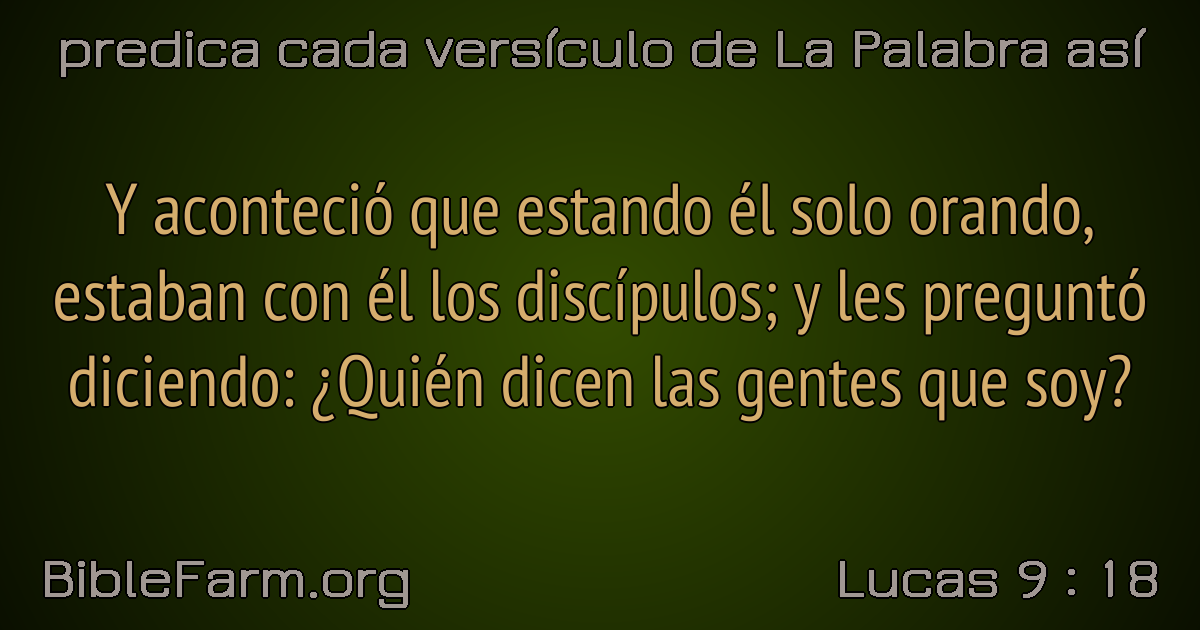 predica cada versículo de La Palabra así
Y aconteció que estando él solo orando,
estaban con él los discípulos; y les preguntó
diciendo: ¿Quién dicen las gentes que soy?
BibleFarm.org
Lucas 9 : 18